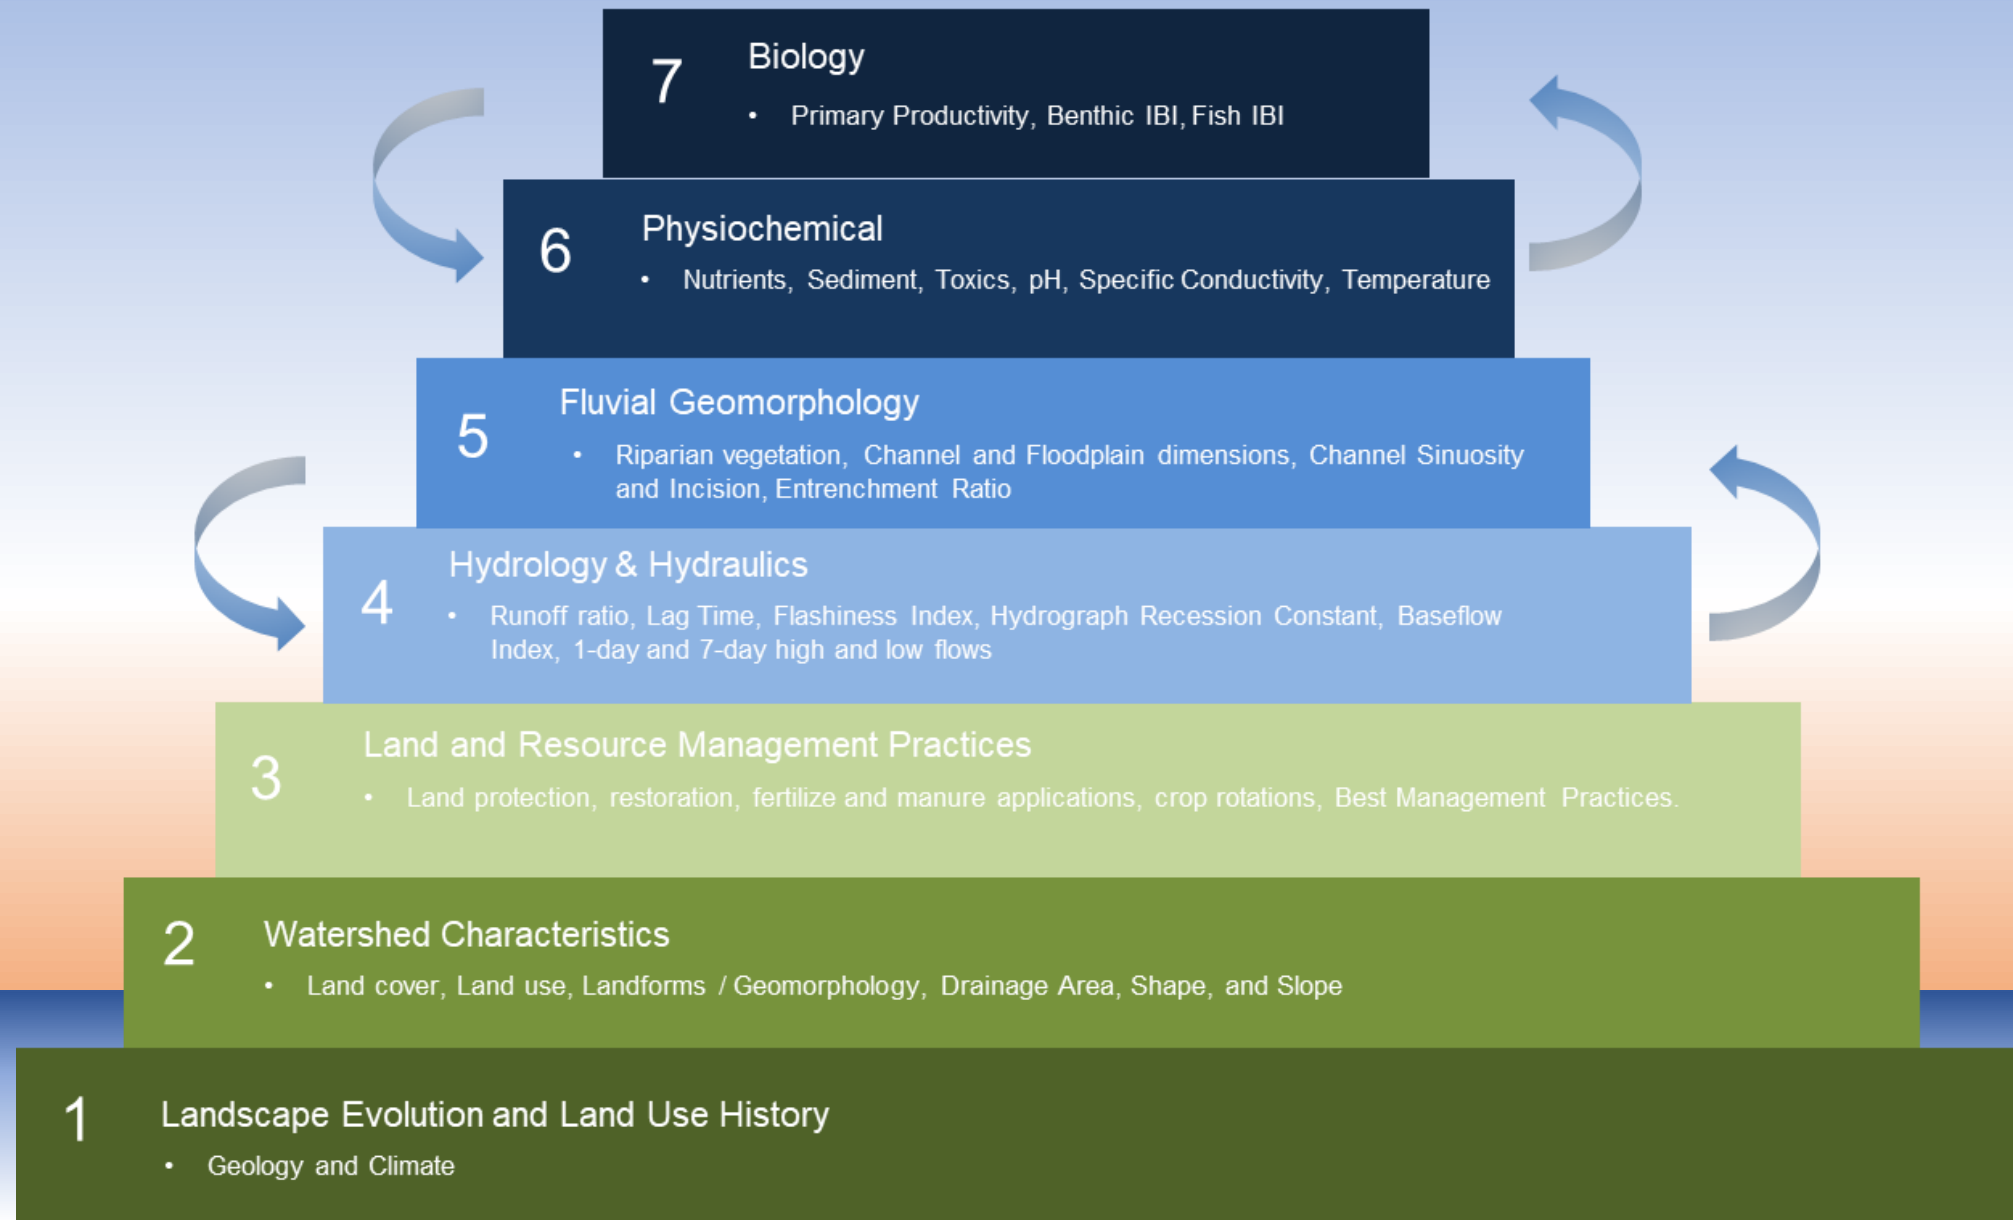 7
Biology
• Primary Productivity, Benthic IBI, Fish IBI
6
Physiochemical
• Nutrients, Sediment, Toxics, pH, Specific Conductivity, Temperature
5
Fluvial Geomorphology
• Riparian vegetation, Channel and Floodplain dimensions, Channel Sinuosity
and Incision, Entrenchment Ratio
4
Hydrology & Hydraulics
• Runoff ratio, Lag Time, Flashiness Index, Hydrograph Recession Constant, Baseflow
Index, 1-day and 7-day high and low flows
3
Land and Resource Management Practices
• Land protection, restoration, fertilize and manure applications, crop rotations, Best Management Practices.
2
Watershed Characteristics
• Land cover, Land use, Landforms / Geomorphology, Drainage Area, Shape, and Slope
1
Landscape Evolution and Land Use History
• Geology and Climate